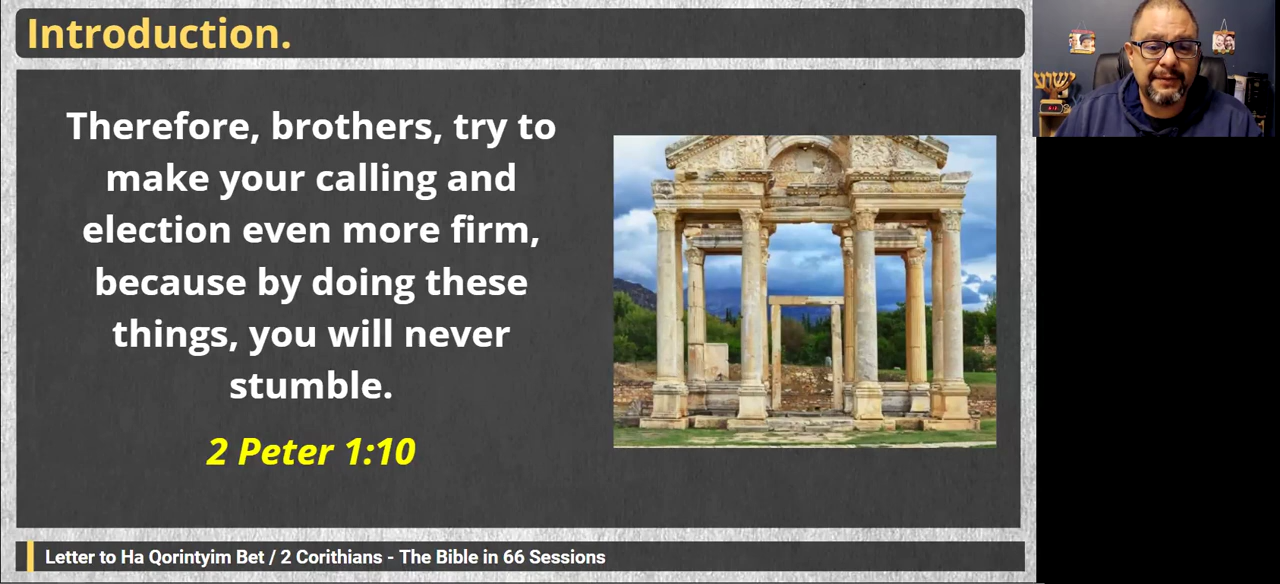 Introduction.
Therefore, brothers, try to
make your calling and
election even more firm,
because by doing these
things, you will never
stumble.
2 Peter 1:10
Letter to Ha Qorintyim Bet / 2 Corithians - The Bible in 66 Sessions